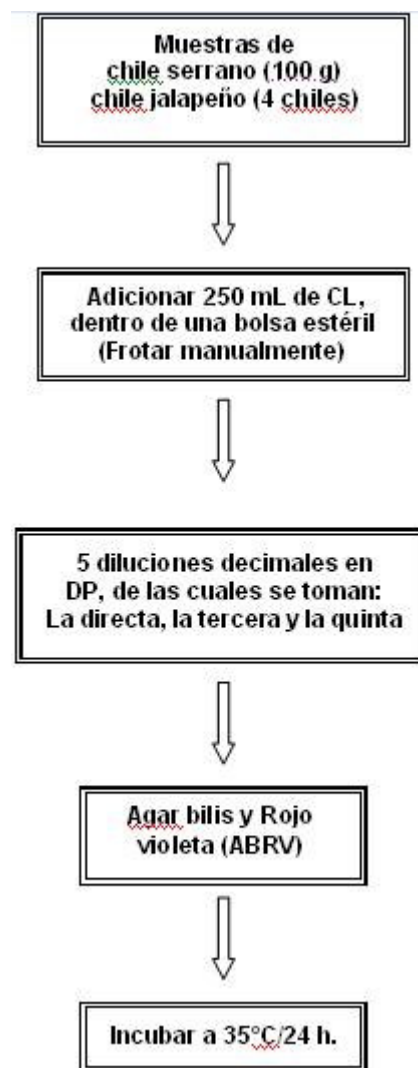 Muestras de
chile serrano (100 g)
chile jalapeño (4 chiles)
Adicionar 250 mL de CL,
dentro de una bolsa estéril
(Frotar manualmente)
5 diluciones decimales en
DP, de las cuales se toman:
La directa, la tercera y la quinta
Agar bilis y Rojo
violeta (ABRV)
Incubar a 35°C/24 h.